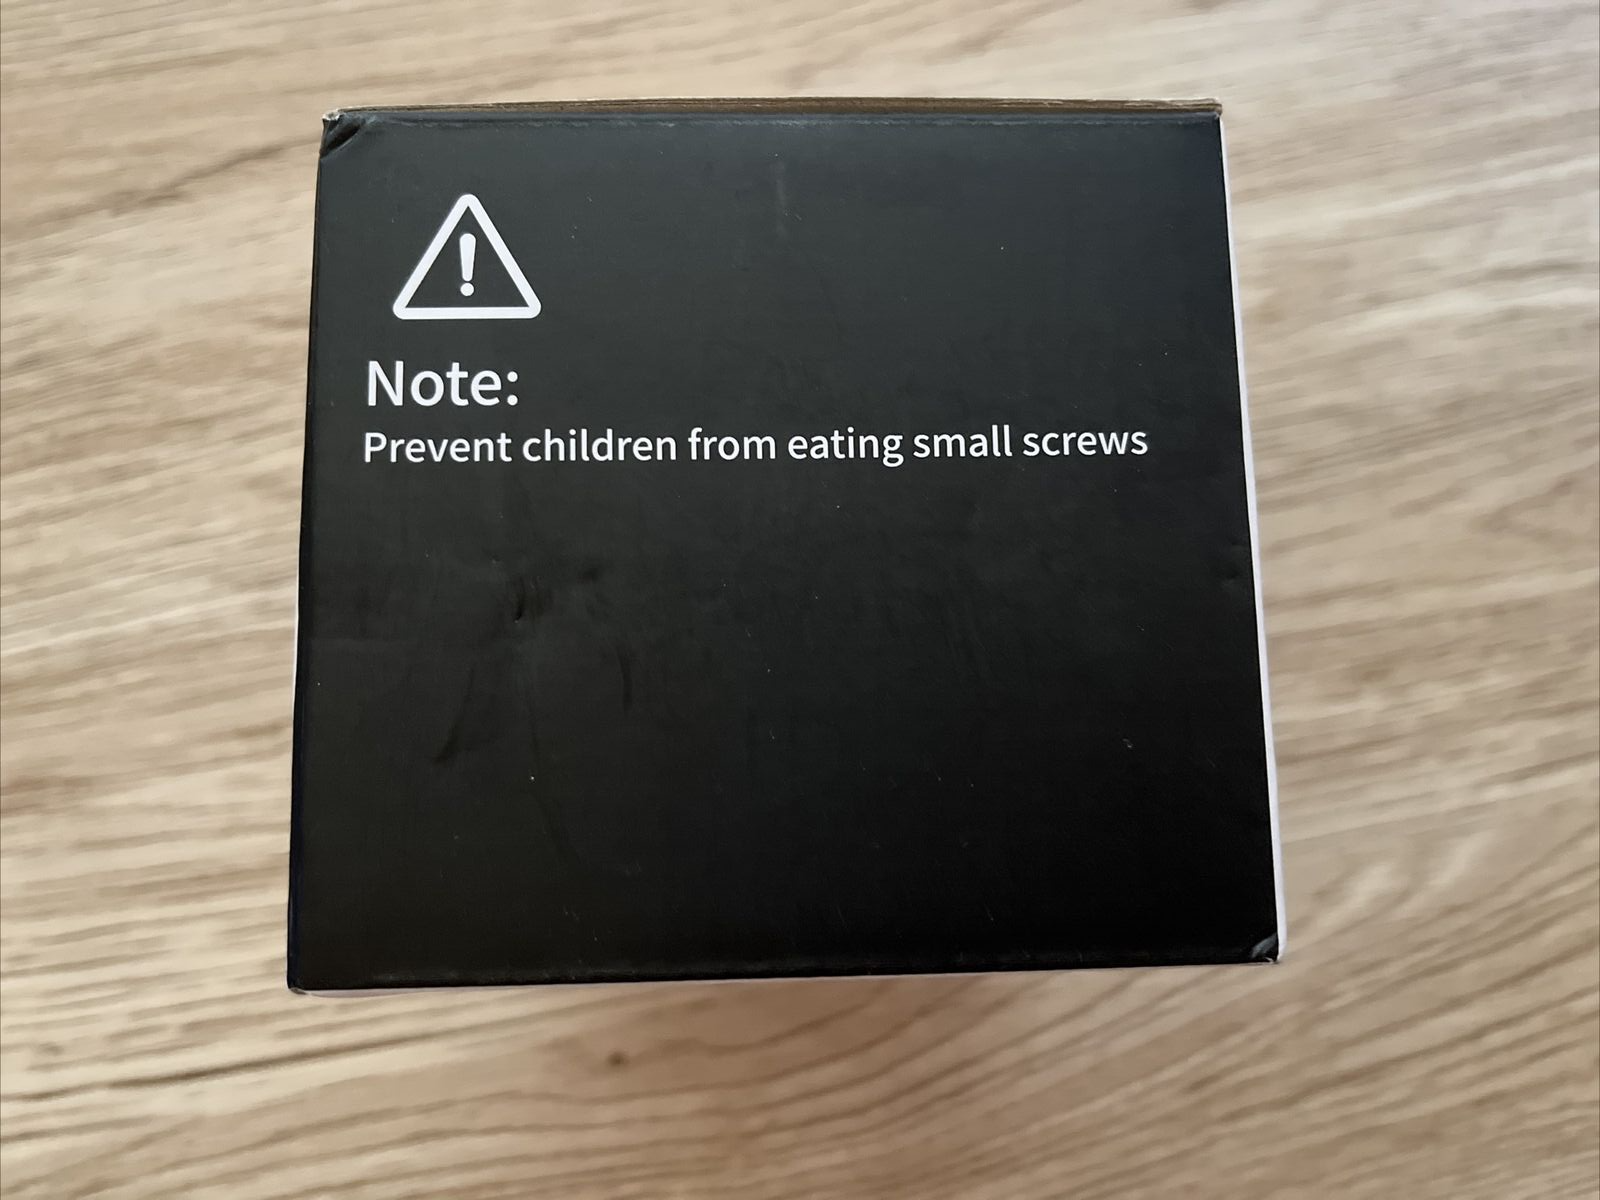 Note:
Prevent children from eating small screws